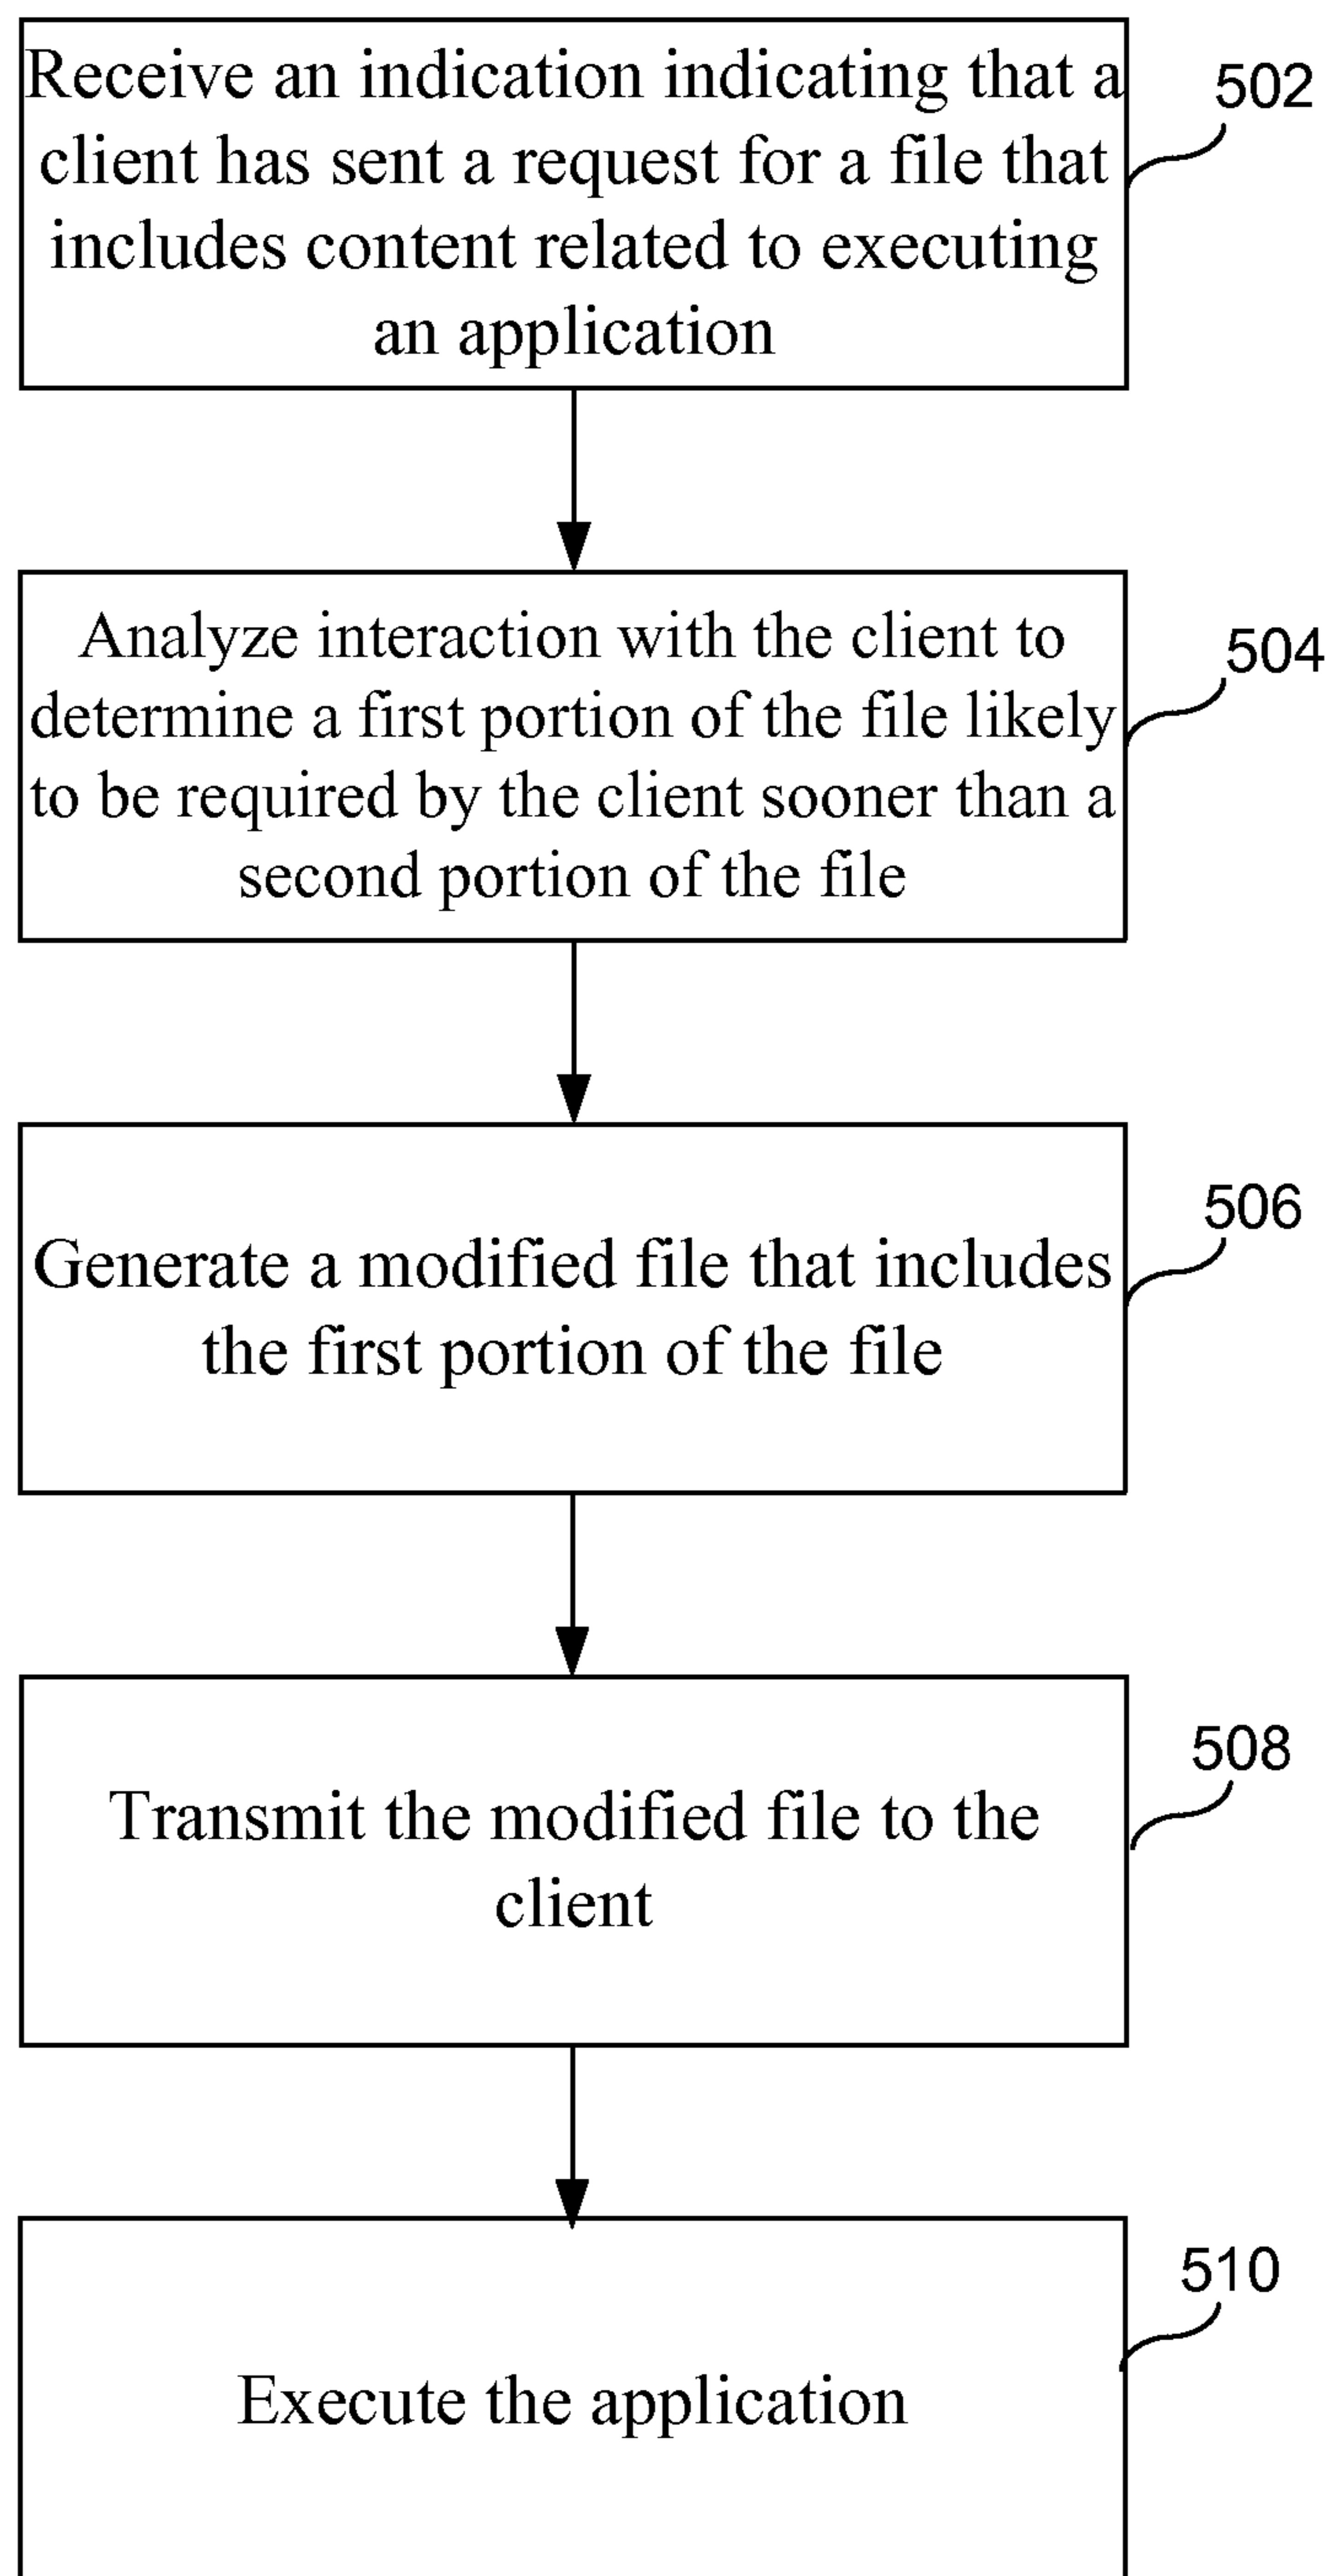 Receive an indication indicating that a
client has sent a request for a file that
includes content related to executing
an application
502
Analyze interaction with the client to
determine a first portion of the file likely
to be required by the client sooner than a
second portion of the file
504
Generate a modified file that includes
the first portion of the file
506
Transmit the modified file to the
client
508
Execute the application
510